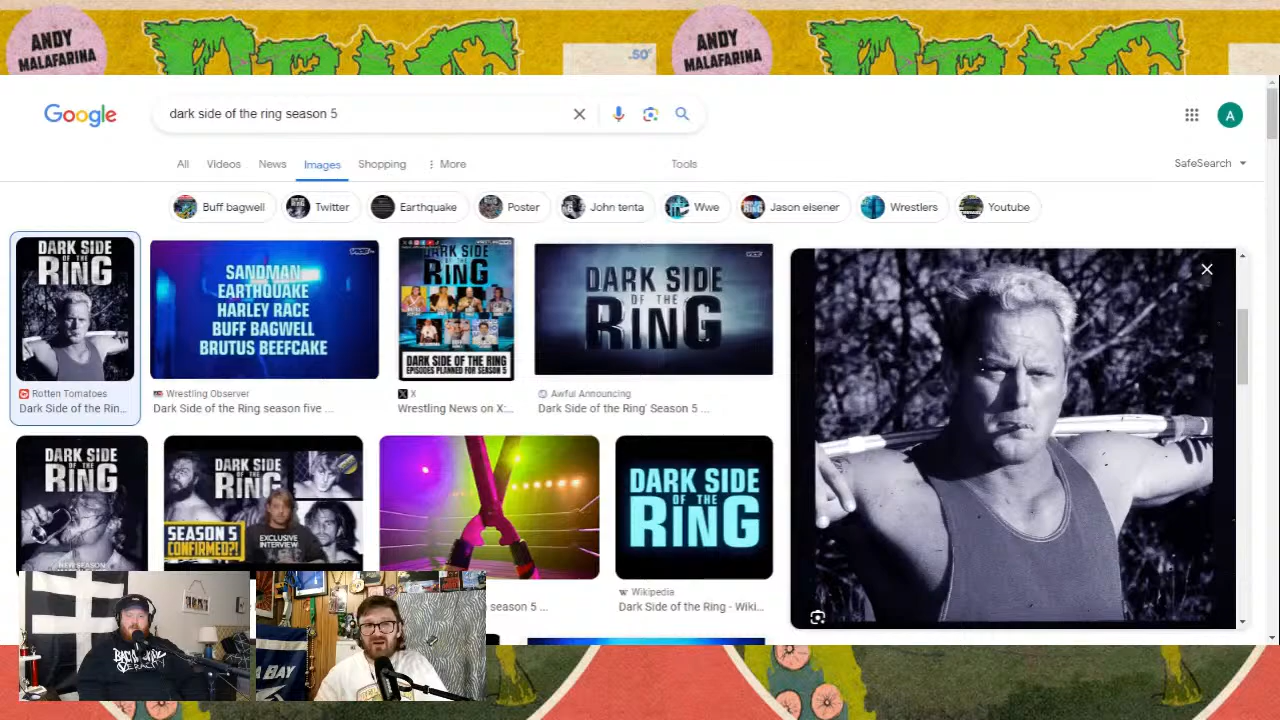 ANDY
MALAFARINA
.50¢
ANDY
MALAFARINA
Google
dark side of the ring season 5
A
All
Videos
News
Images
Shopping
More
Tools
SafeSearch
Buff bagwell
Twitter
Earthquake
Poster
John tenta
Wwe
Jason eisener
Wrestlers
Youtube
DARK SIDE
OF THE
RING
Rotten Tomatoes
Dark Side of the Rin...
SANDMAN
EARTHQUAKE
HARLEY RACE
BUFF BAGWELL
BRUTUS BEEFCAKE
Wrestling Observer
Dark Side of the Ring season five ...
DARK SIDE
OF THE
RING
DARK SIDE OF THE RING
EPISODES PLANNED FOR SEASON 5
X
Wrestling News on X:...
DARK SIDE
OF THE
RING
Awful Announcing
Dark Side of the Ring' Season 5 ...
DARK SIDE
OF THE
RING
NEW SEASON
DARK SIDE
OF THE
RING
SEASON 5
CONFIRMED?!
EXCLUSIVE
INTERVIEW
season 5 ...
DARK SIDE
OF THE
RING
Wikipedia
Dark Side of the Ring - Wiki...
A BAY